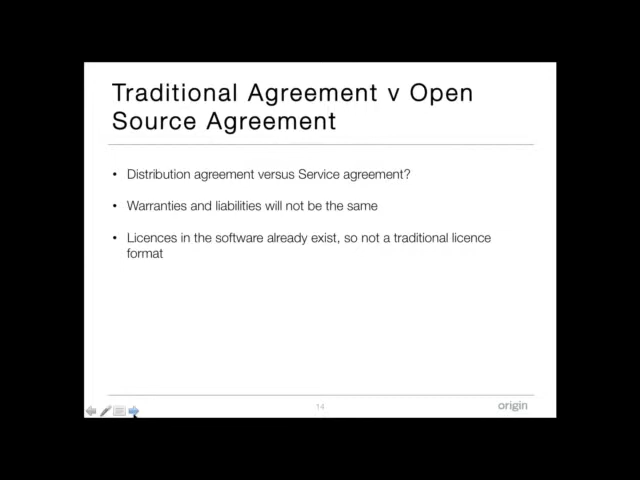 Traditional Agreement v Open
Source Agreement
• Distribution agreement versus Service agreement?
• Warranties and liabilities will not be the same
• Licences in the software already exist, so not a traditional licence
format
14
origin